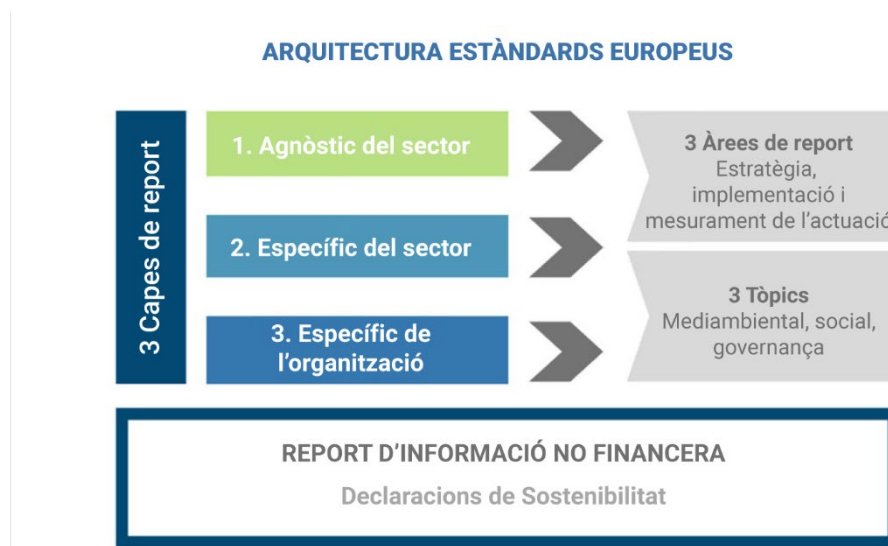 ARQUITECTURA ESTÀNDARDS EUROPEUS
3 Capes de report
1. Agnòstic del sector
2. Específic del sector
3. Específic de
l'organització
3 Àrees de report
Estratègia,
implementació i
mesurament de l'actuació
3 Tòpics
Mediambiental, social,
governança
REPORT D'INFORMACIÓ NO FINANCERA
Declaracions de Sostenibilitat